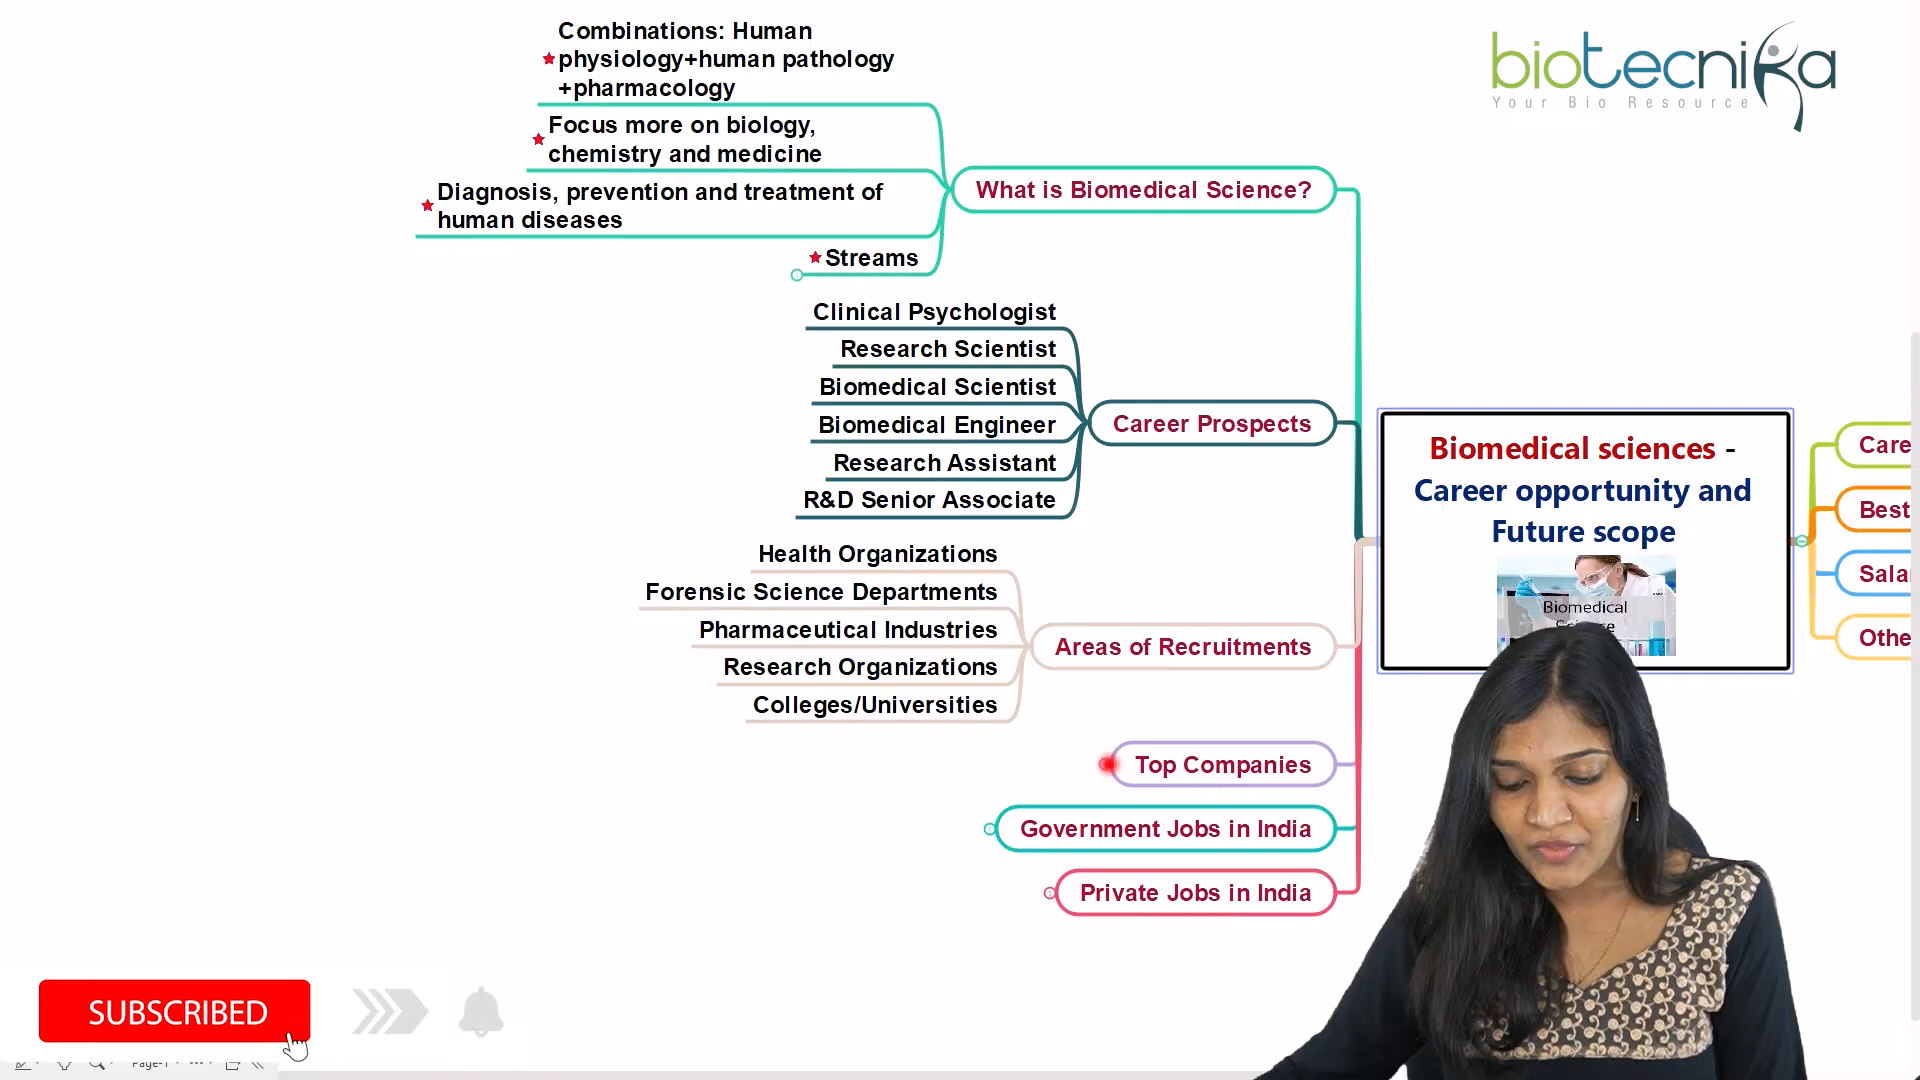 Combinations: Human
physiology+human pathology
+pharmacology
Focus more on biology,
chemistry and medicine
Diagnosis, prevention and treatment of
human diseases
Streams
What is Biomedical Science?
Clinical Psychologist
Research Scientist
Biomedical Scientist
Biomedical Engineer
Research Assistant
R&D Senior Associate
Career Prospects
Health Organizations
Forensic Science Departments
Pharmaceutical Industries
Research Organizations
Colleges/Universities
Areas of Recruitments
Top Companies
Government Jobs in India
Private Jobs in India
biotecnika
Your Bio Resource
Biomedical sciences -
Career opportunity and
Future scope
Biomedical
Care
Best
Sala
Othe
SUBSCRIBED